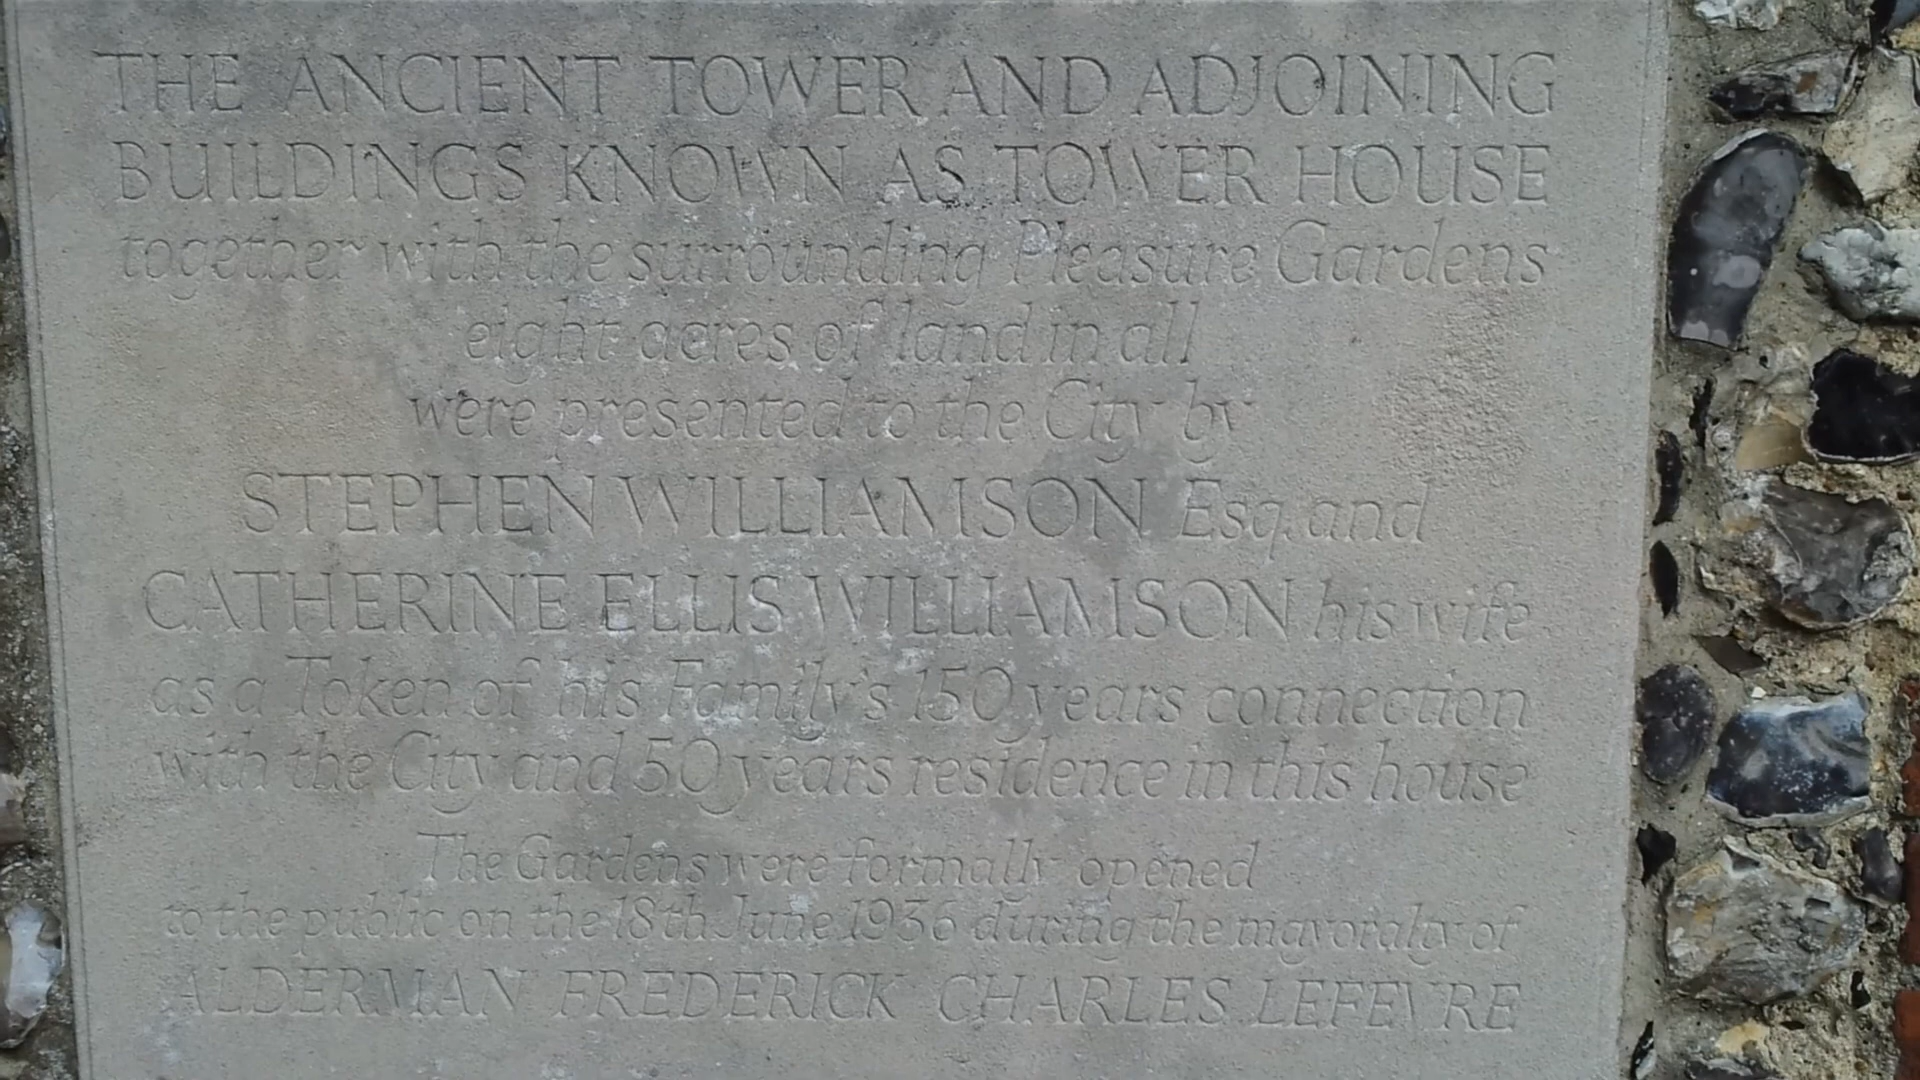 THE ANCIENT TOWER AND ADJOINING
BUILDINGS KNOWN AS TOWER HOUSE
together with the surrounding Pleasure Gardens
eight acres of land in all
were presented to the City by
STEPHEN WILLIAMSON Esq. and
CATHERINE ELLIS WILLIAMSON his wife
as a Token of his Family's 150 years connection
with the City and 50 years residence in this house
The Gardens were formally opened
to the public on the 18th June 1936 during the mayoralty of
ALDERMAN FREDERICK CHARLES LEFEVRE